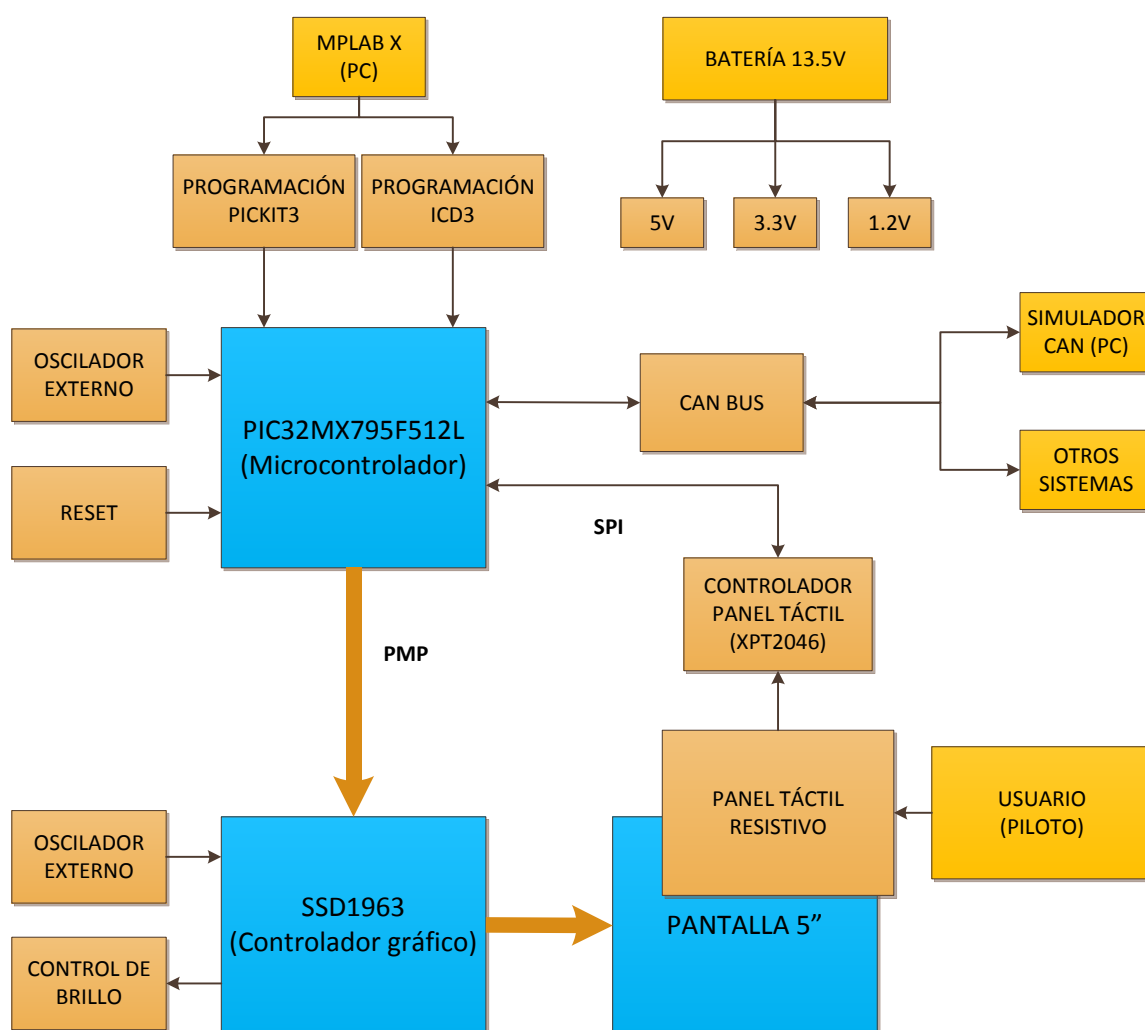 MPLAB X
(PC)
BATERÍA 13.5V
PROGRAMACIÓN
PICKIT3
PROGRAMACIÓN
ICD3
5V
3.3V
1.2V
OSCILADOR
EXTERNO
PIC32MX795F512L
(Microcontrolador)
CAN BUS
SIMULADOR
CAN (PC)
OTROS
SISTEMAS
RESET
SPI
CONTROLADOR
PANEL TÁCTIL
(XPT2046)
PMP
PANEL TÁCTIL
RESISTIVO
USUARIO
(PILOTO)
OSCILADOR
EXTERNO
SSD1963
(Controlador gráfico)
PANTALLA 5”
CONTROL DE
BRILLO